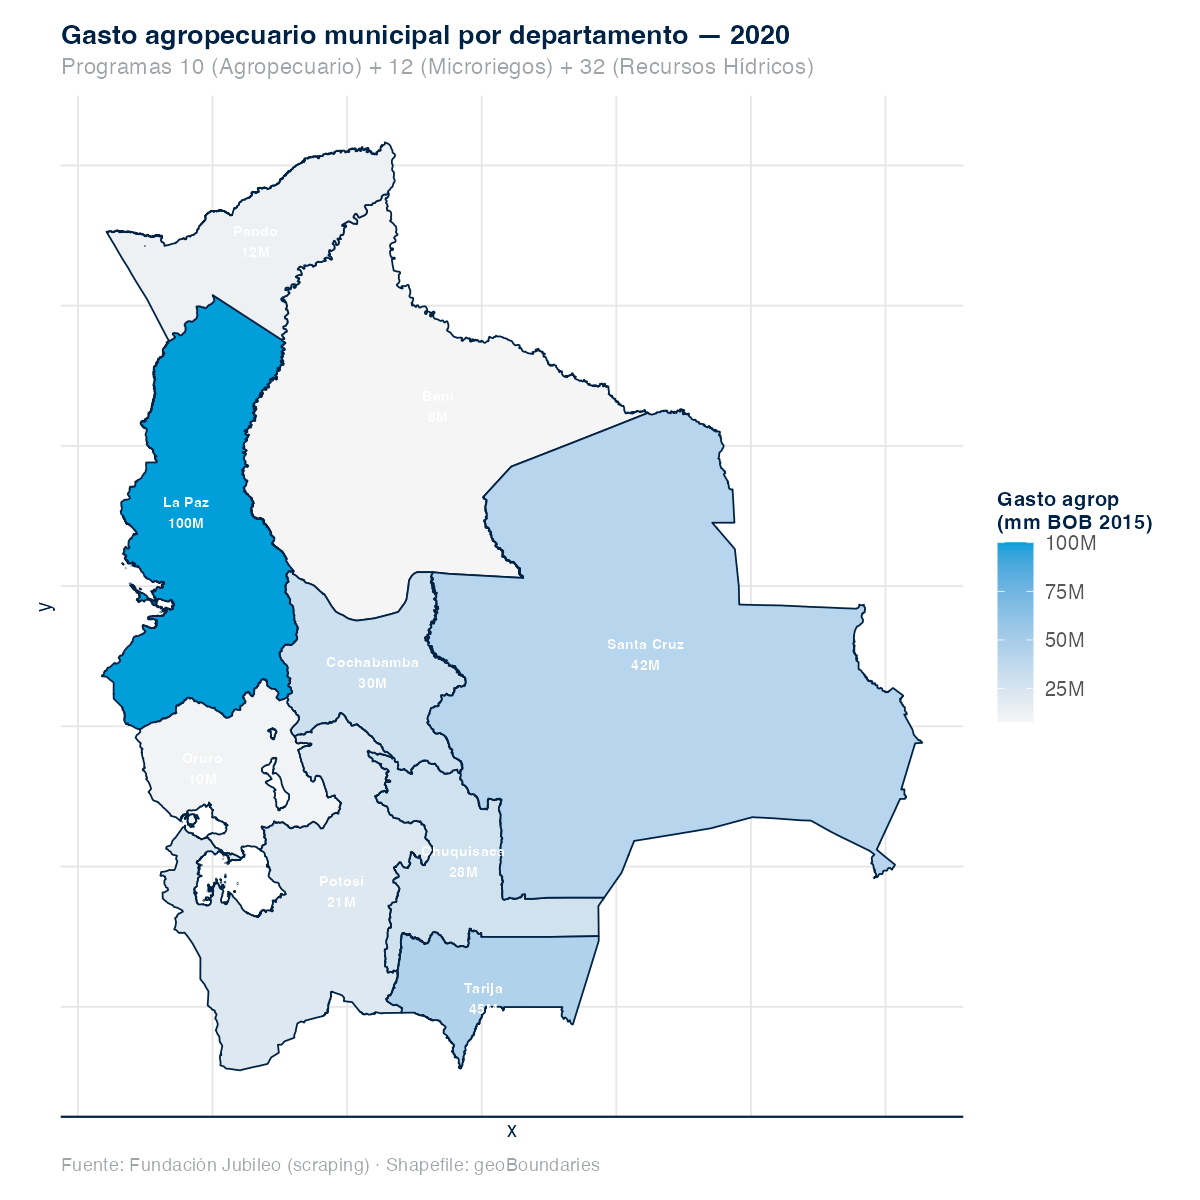 Gasto agropecuario municipal por departamento — 2020
Programas 10 (Agropecuario) + 12 (Microriegos) + 32 (Recursos Hídricos)
Pando
12M
Beni
8M
La Paz
100M
Santa Cruz
42M
Cochabamba
30M
Oruro
10M
Chuquisaca
28M
Potosí
21M
Tarija
45M
y
x
Gasto agrop
(mm BOB 2015)
100M
75M
50M
25M
Fuente: Fundación Jubileo (scraping) · Shapefile: geoBoundaries